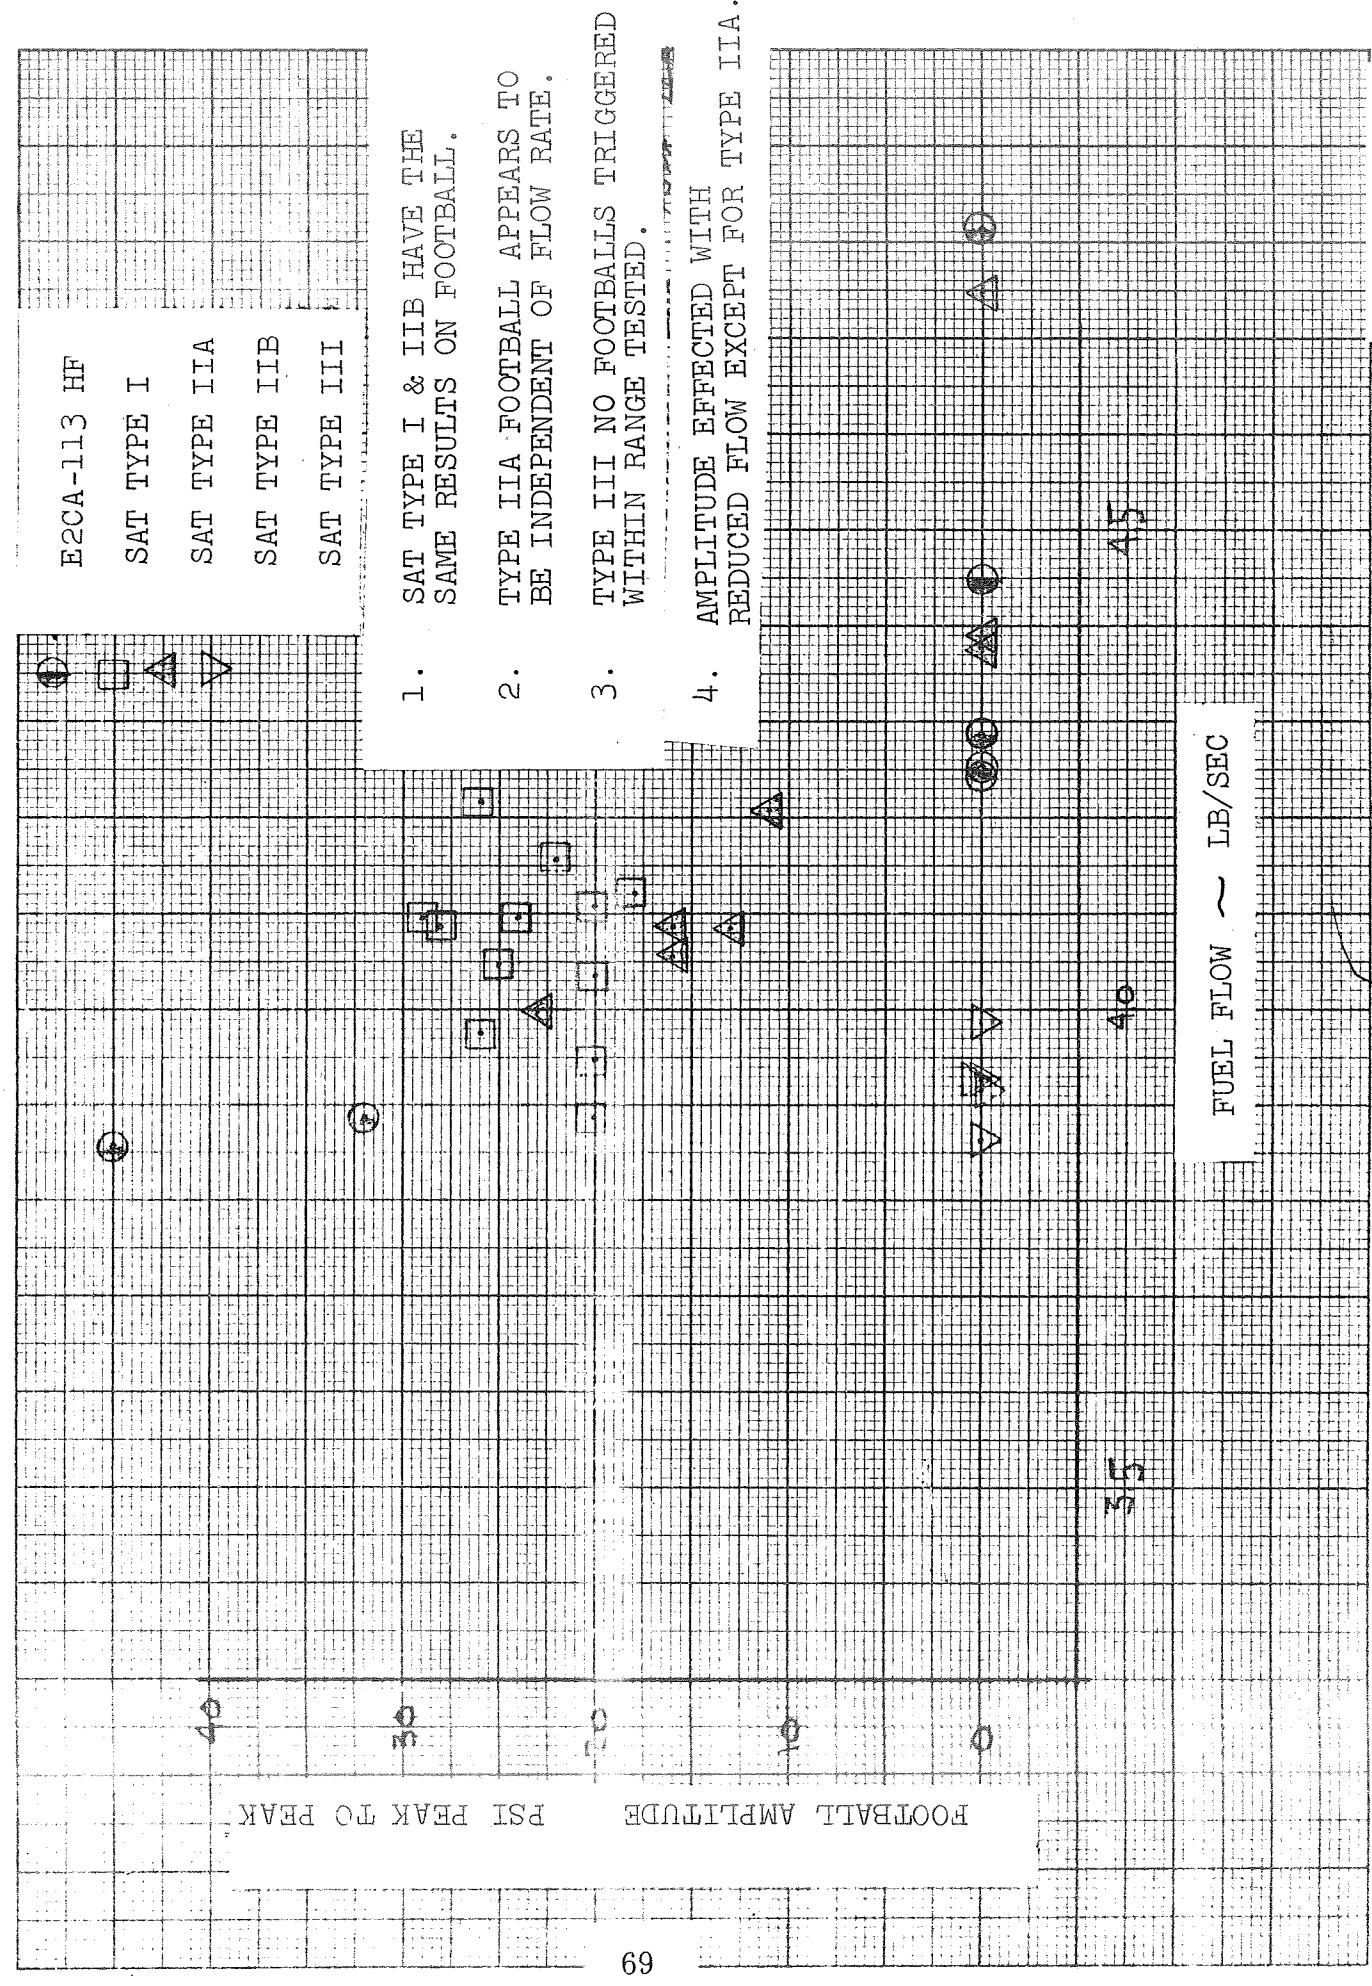 E2CA-113 HF
SAT TYPE I
SAT TYPE IIA
SAT TYPE IIB
SAT TYPE III
1. SAT TYPE I & IIB HAVE THE
SAME RESULTS ON FOOTBALL.
2. TYPE IIA FOOTBALL APPEARS TO
BE INDEPENDENT OF FLOW RATE.
3. TYPE III NO FOOTBALLS TRIGGERED
WITHIN RANGE TESTED.
4. AMPLITUDE EFFECTED WITH
REDUCED FLOW EXCEPT FOR TYPE IIA.
FOOTBALL AMPLITUDE PSI PEAK TO PEAK
40
30
20
10
0
35
40
45
FUEL FLOW ~ LB/SEC
69